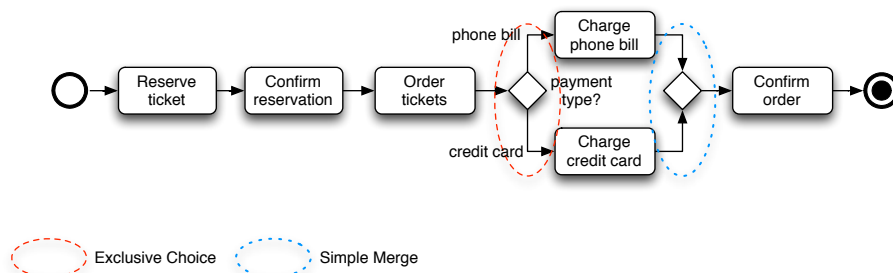 Charge
phone bill
phone bill
Reserve
ticket
Confirm
reservation
Order
tickets
payment
type?
Confirm
order
credit card
Charge
credit card
Exclusive Choice
Simple Merge